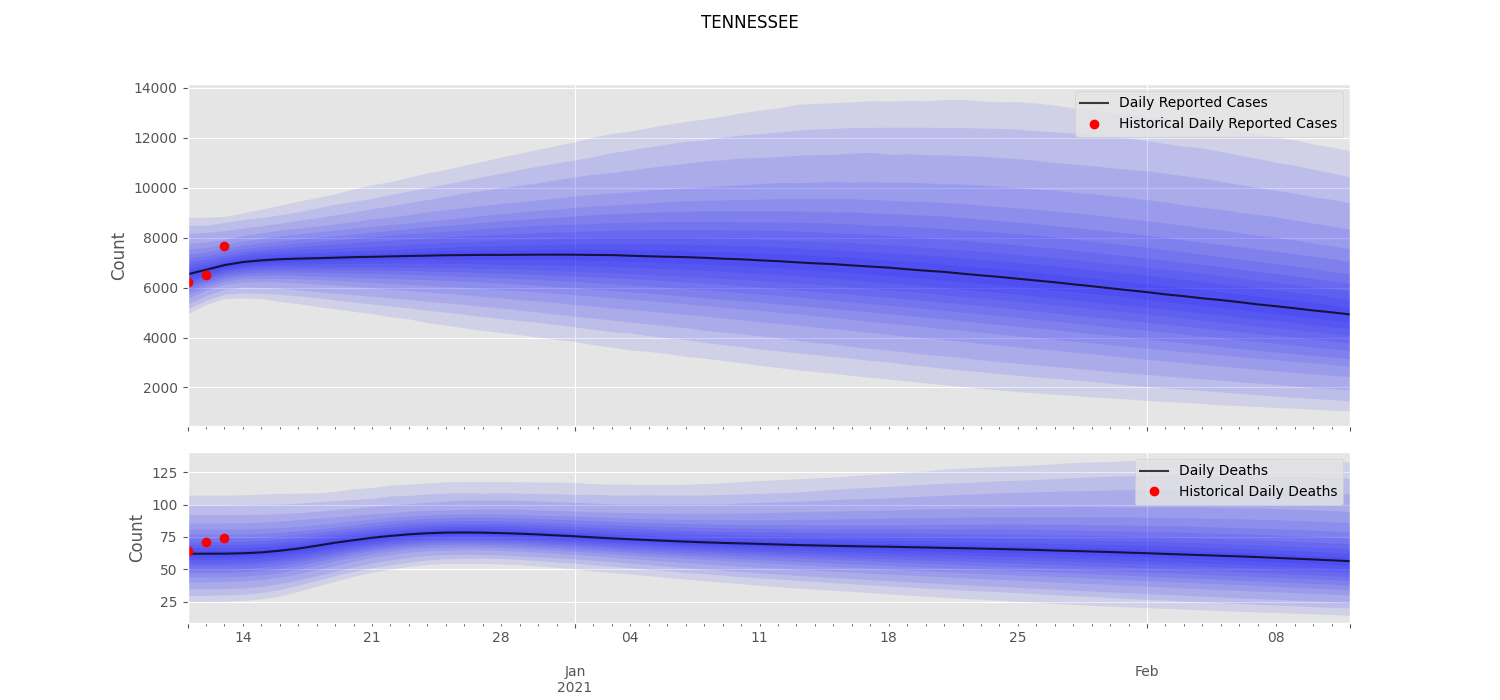 TENNESSEE
14000
12000
10000
8000
6000
4000
2000
Count
Daily Reported Cases
Historical Daily Reported Cases
125
100
75
50
25
Count
Daily Deaths
Historical Daily Deaths
14 21 28 04 11 18 25 08
Jan Feb
2021